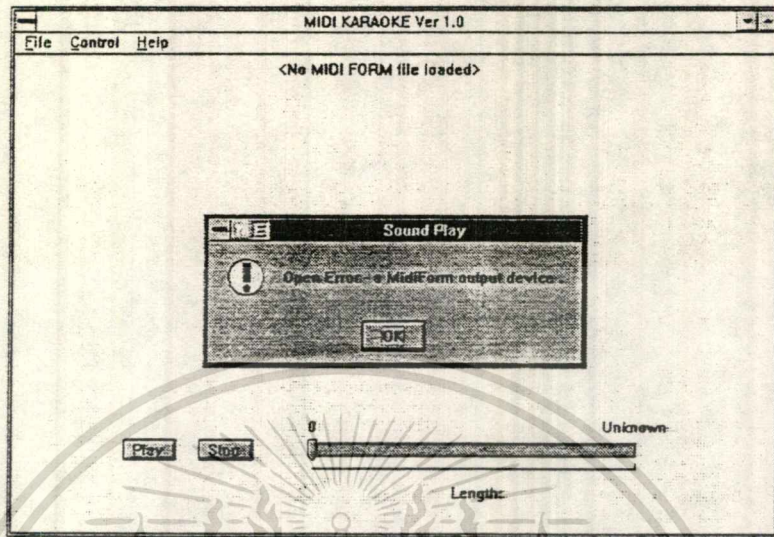 MIDI KARAOKE Ver 1.0
File Control Help
<No MIDI FORM file loaded>
Sound Play
Open Error - a MidiForm output device .
OK
0 Unknown
Play Stop
Length: